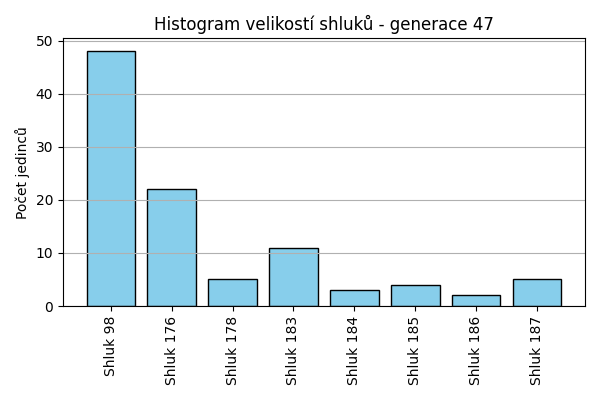 Histogram velikostí shluků - generace 47
Počet jedinců
50
40
30
20
10
0
Shluk 98
Shluk 176
Shluk 178
Shluk 183
Shluk 184
Shluk 185
Shluk 186
Shluk 187